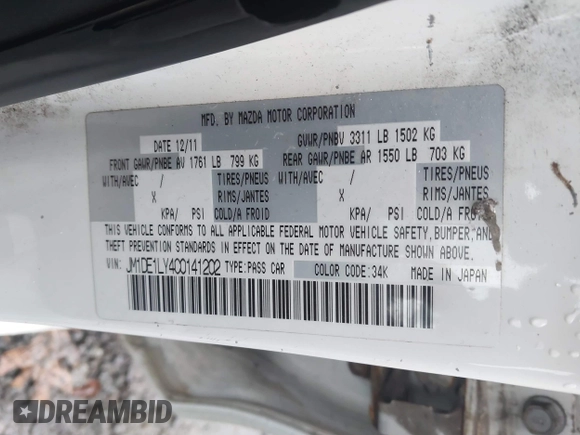 MFD. BY MAZDA MOTOR CORPORATION
DATE 12/11 GVWR/PNBV 3311 LB 1502 KG
FRONT GAWR/PNBE AV 1761 LB 799 KG REAR GAWR/PNBE AR 1550 LB 703 KG
WITH/AVEC / TIRES/PNEUS WITH/AVEC / TIRES/PNEUS
X RIMS/JANTES X RIMS/JANTES
KPA/ PSI COLD/A FROID KPA/ PSI COLD/A FROID
THIS VEHICLE CONFORMS TO ALL APPLICABLE FEDERAL MOTOR VEHICLE SAFETY, BUMPER, AND
THEFT PREVENTION STANDARDS IN EFFECT ON THE DATE OF MANUFACTURE SHOWN ABOVE.
VIN: JM1DE1LY4C0141202 TYPE:PASS CAR COLOR CODE:34K MADE IN JAPAN
DREAMBID